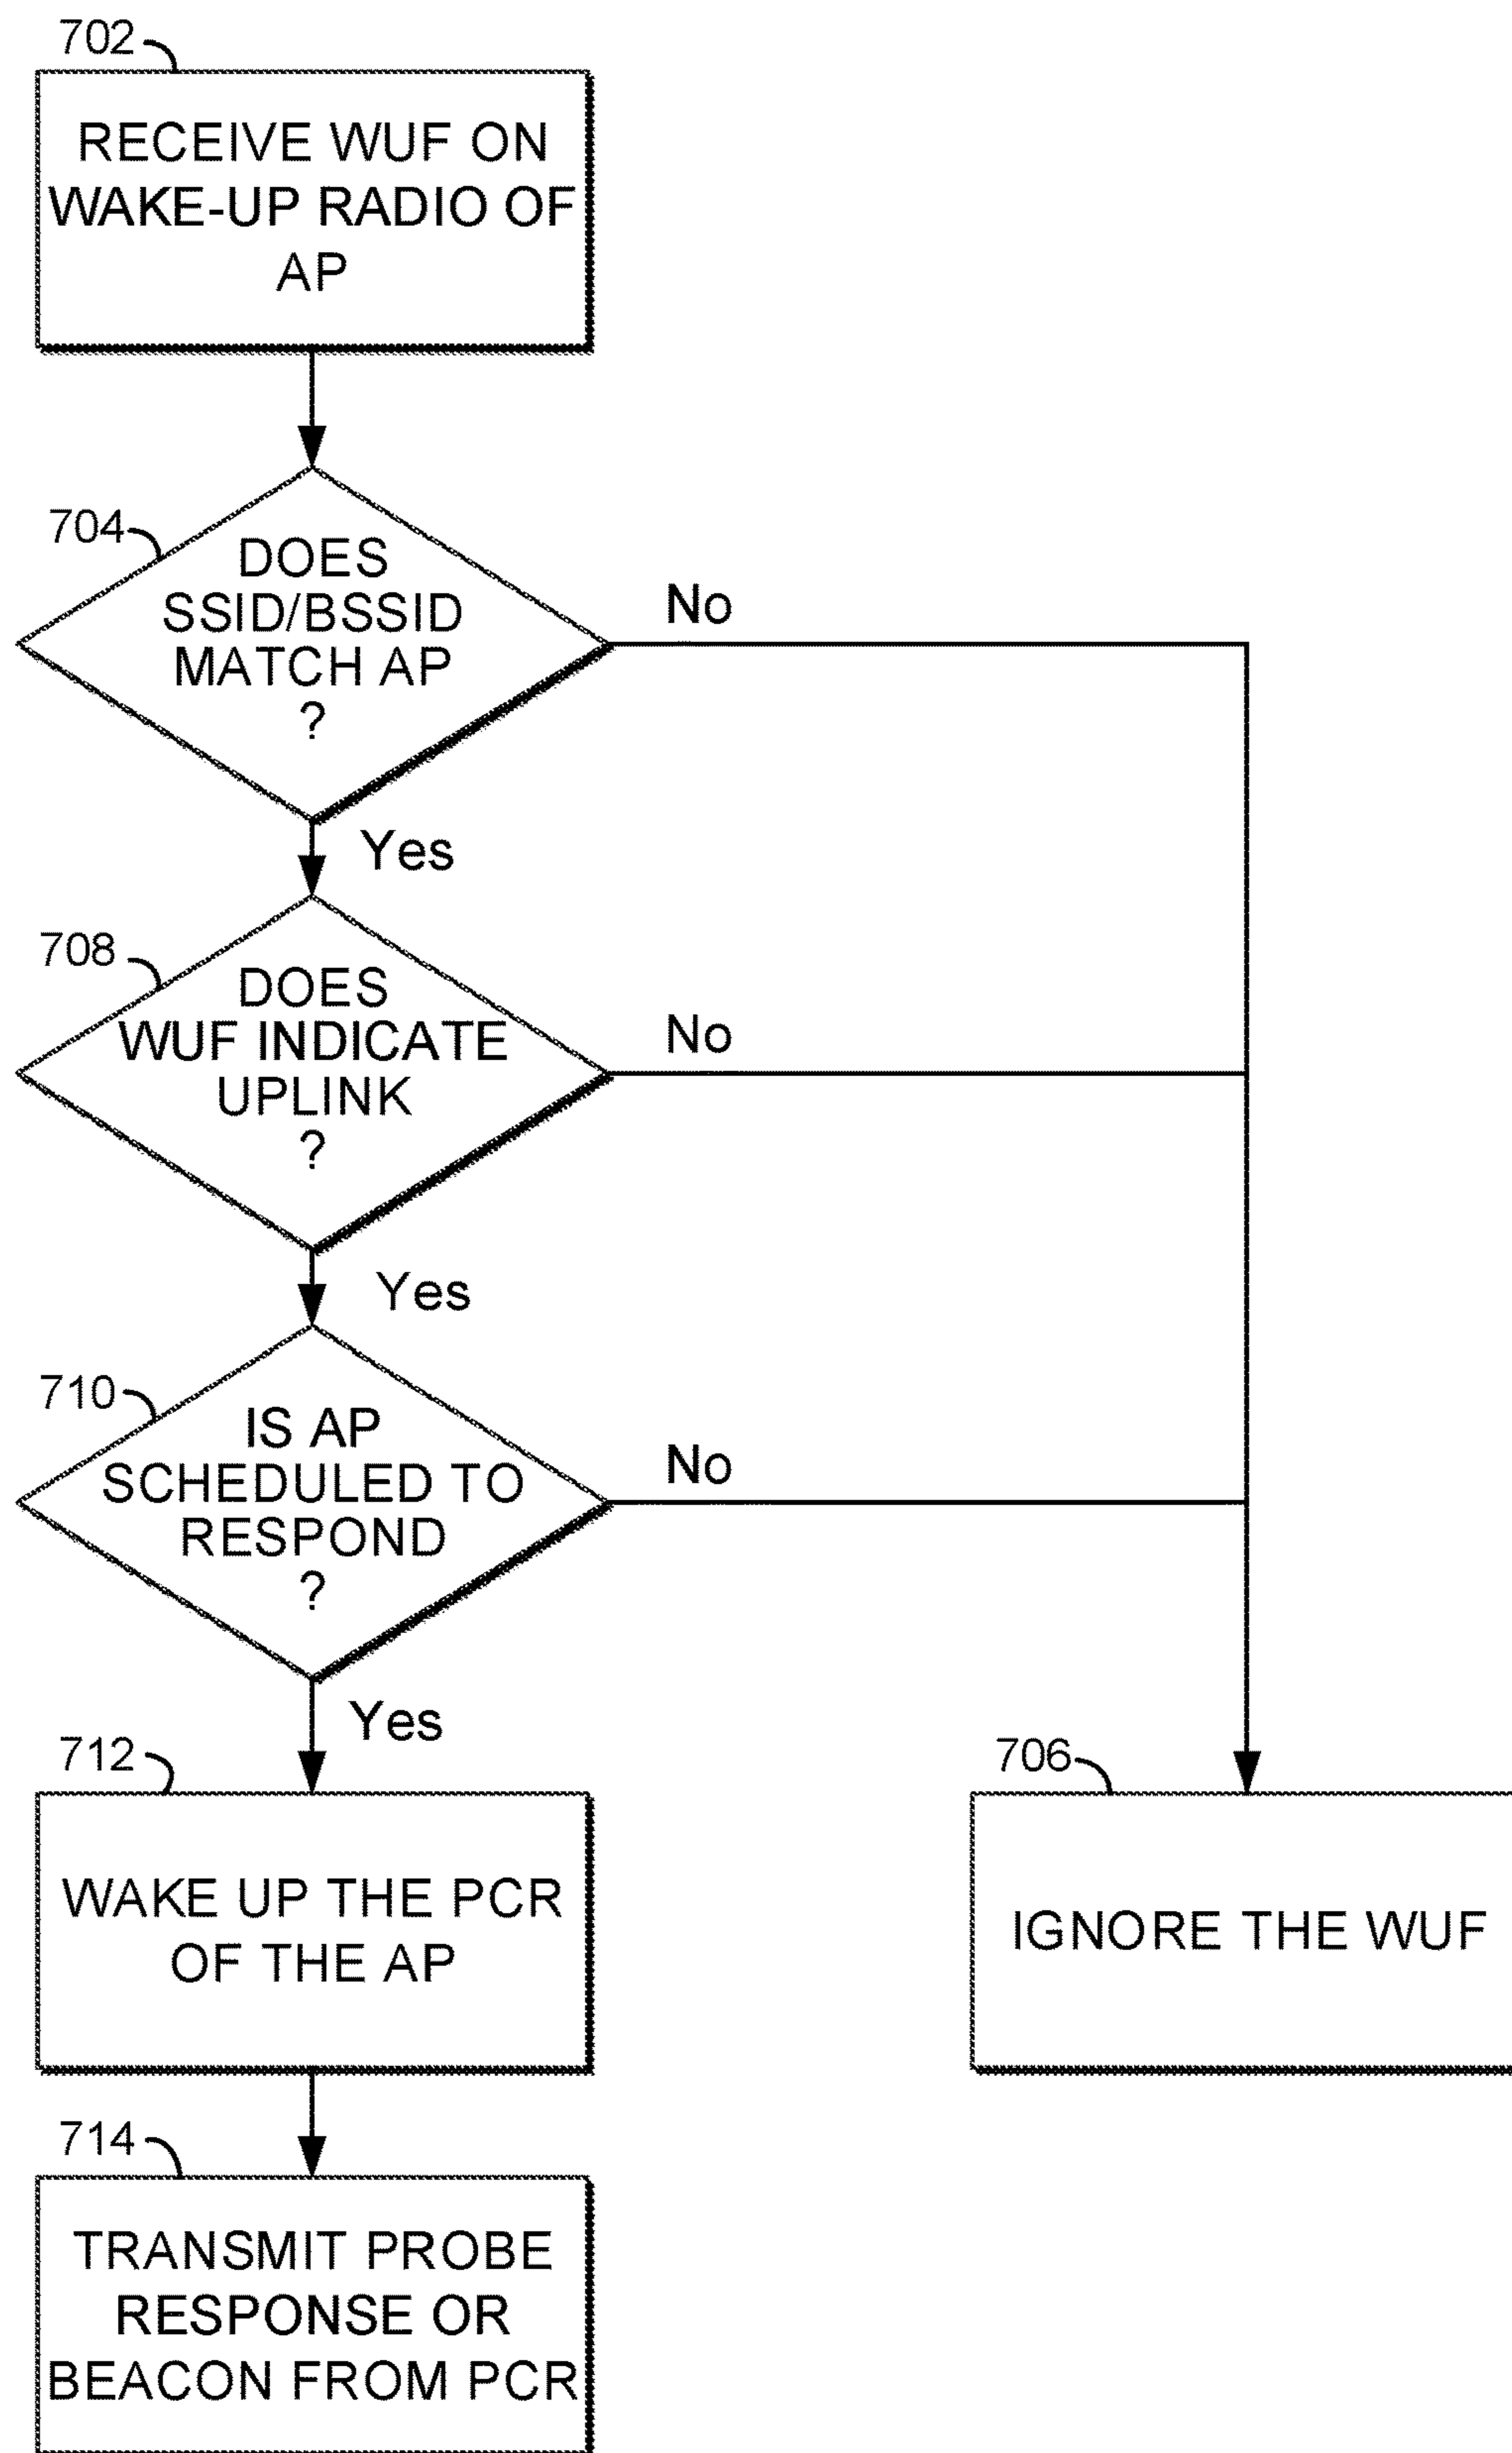 702
RECEIVE WUF ON
WAKE-UP RADIO OF
AP
704
DOES
SSID/BSSID
MATCH AP
?
No
Yes
708
DOES
WUF INDICATE
UPLINK
?
No
Yes
710
IS AP
SCHEDULED TO
RESPOND
?
No
Yes
712
WAKE UP THE PCR
OF THE AP
706
IGNORE THE WUF
714
TRANSMIT PROBE
RESPONSE OR
BEACON FROM PCR